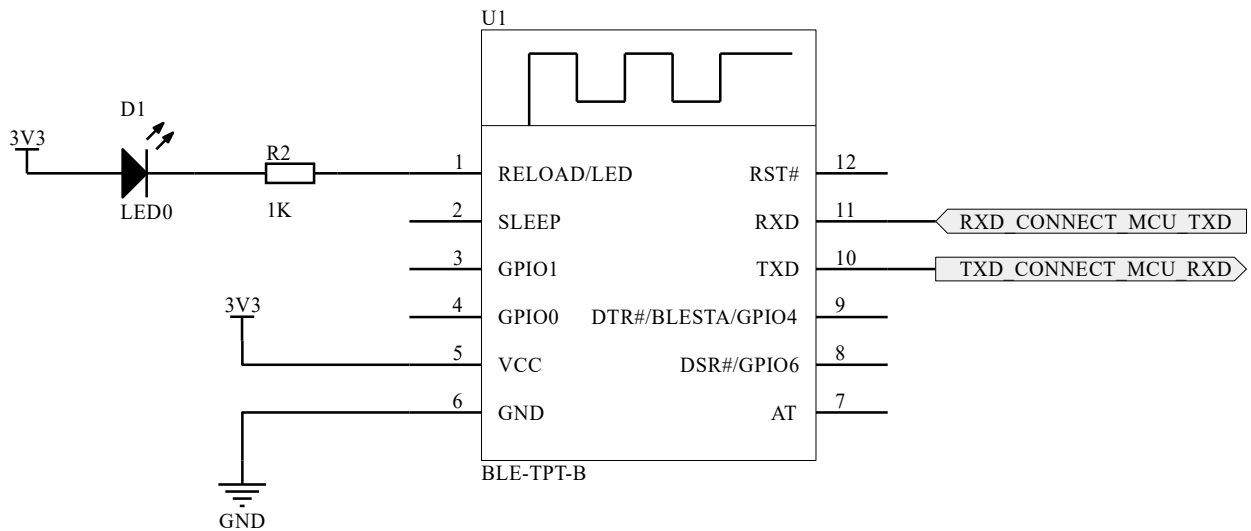 U1
D1
3V3
R2
LED0
1K
1
RELOAD/LED
RST#
12
2
SLEEP
RXD
11
RXD_CONNECT_MCU_TXD
3
GPIO1
TXD
10
TXD_CONNECT_MCU_RXD
3V3
4
GPIO0
DTR#/BLESTA/GPIO4
9
5
VCC
DSR#/GPIO6
8
6
GND
AT
7
BLE-TPT-B
GND